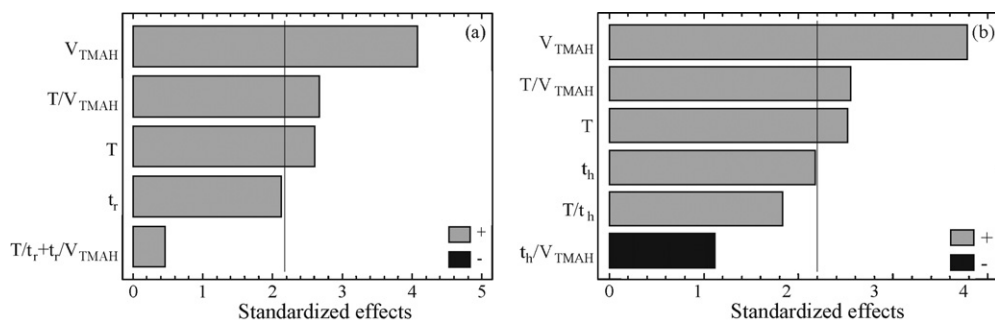 (a)
V_TMAH
T/V_TMAH
T
t_r
T/t_r+t_r/V_TMAH
+
-
0 1 2 3 4 5
Standardized effects
(b)
V_TMAH
T/V_TMAH
T
t_h
T/t_h
t_h/V_TMAH
+
-
0 1 2 3 4
Standardized effects